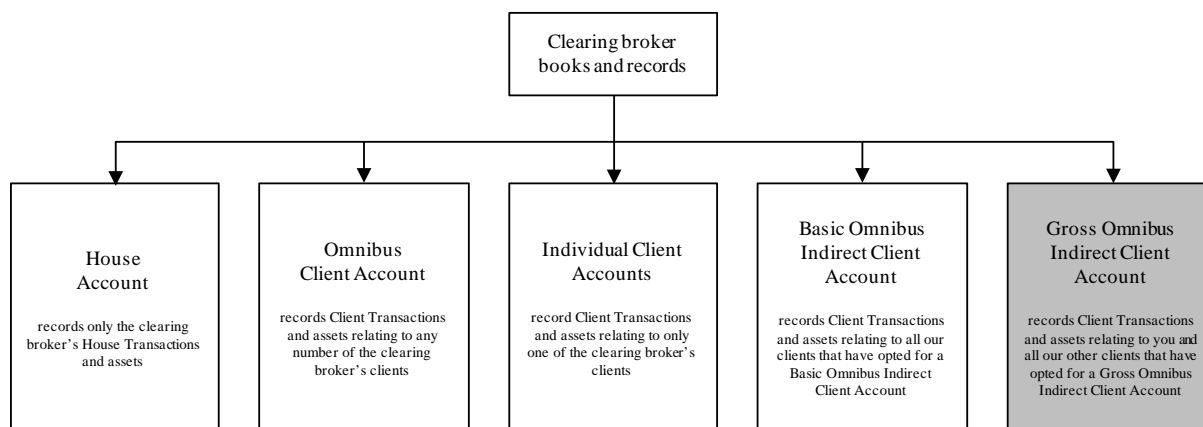 Clearing broker
books and records
House
Account
records only the clearing
broker's House Transactions
and assets
Omnibus
Client Account
records Client Transactions
and assets relating to any
number of the clearing
broker's clients
Individual Client
Accounts
record Client Transactions
and assets relating to only
one of the clearing broker's
clients
Basic Omnibus
Indirect Client
Account
records Client Transactions
and assets relating to all our
clients that have opted for a
Basic Omnibus Indirect
Client Account
Gross Omnibus
Indirect Client
Account
records Client Transactions
and assets relating to you and
all our other clients that have
opted for a Gross Omnibus
Indirect Client Account